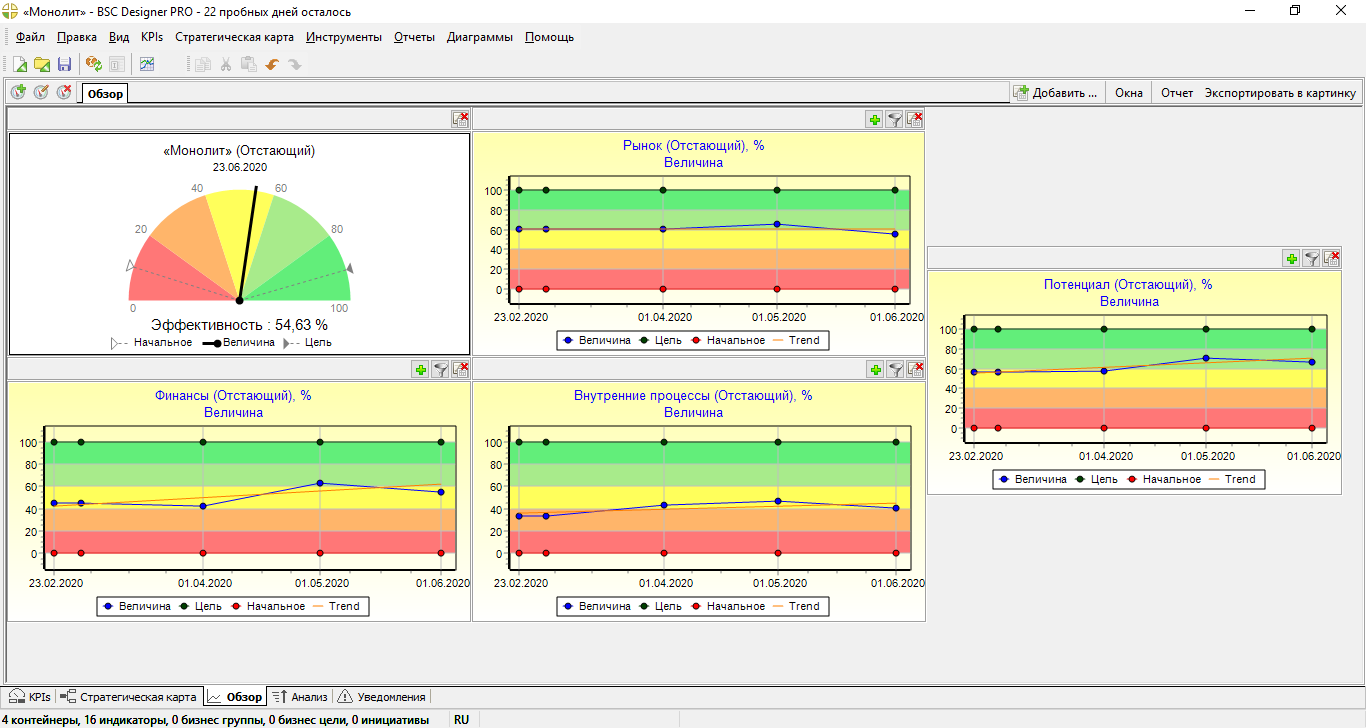 «Монолит» - BSC Designer PRO - 22 пробных дней осталось
Файл Правка Вид KPIs Стратегическая карта Инструменты Отчеты Диаграммы Помощь
Обзор Добавить ... Окна Отчет Экспортировать в картинку
«Монолит» (Отстающий)
23.06.2020
40 60
20 80
0 100
Эффективность : 54,63 %
Начальное Величина Цель
Рынок (Отстающий), %
Величина
100
80
60
40
20
0
23.02.2020 01.04.2020 01.05.2020 01.06.2020
Величина Цель Начальное Trend
Потенциал (Отстающий), %
Величина
100
80
60
40
20
0
23.02.2020 01.04.2020 01.05.2020 01.06.2020
Величина Цель Начальное Trend
Финансы (Отстающий), %
Величина
100
80
60
40
20
0
23.02.2020 01.04.2020 01.05.2020 01.06.2020
Величина Цель Начальное Trend
Внутренние процессы (Отстающий), %
Величина
100
80
60
40
20
0
23.02.2020 01.04.2020 01.05.2020 01.06.2020
Величина Цель Начальное Trend
KPIs Стратегическая карта Обзор Анализ Уведомления
4 контейнеры, 16 индикаторы, 0 бизнес группы, 0 бизнес цели, 0 инициативы RU